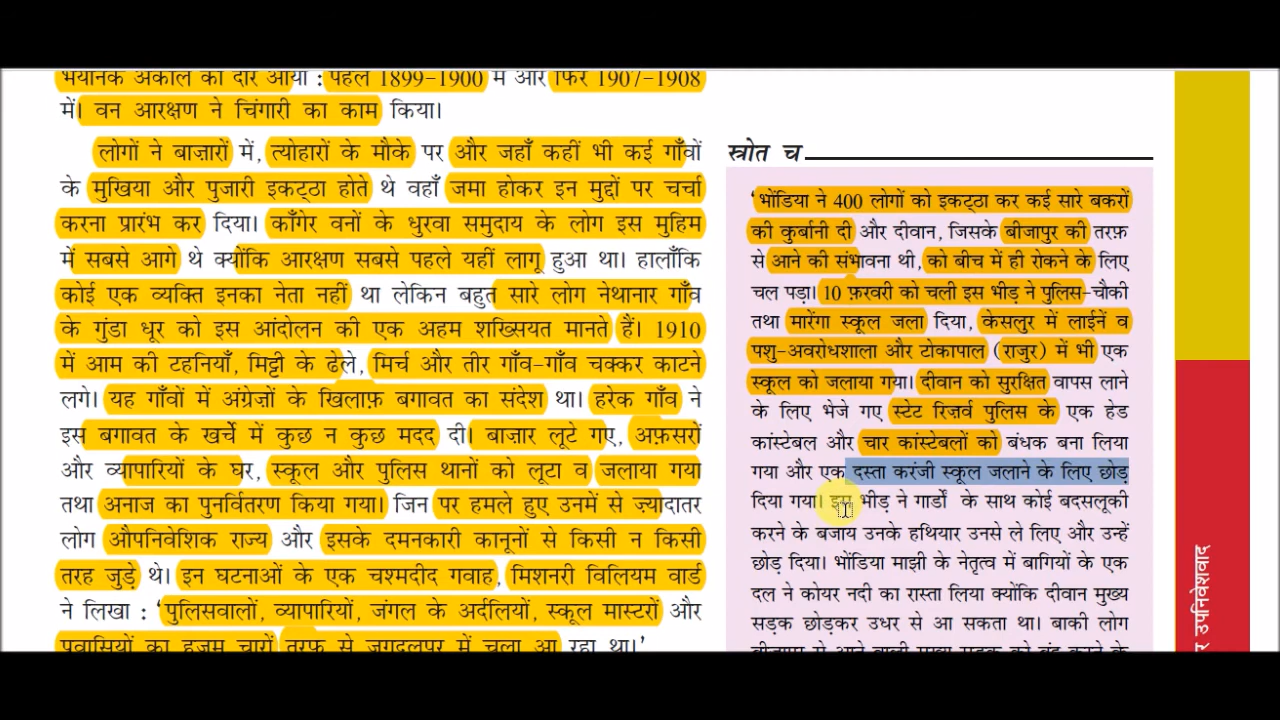 भयानक अकाल का दौर आया : पहले 1899-1900 में और फिर 1907-1908
में। वन आरक्षण ने चिंगारी का काम किया।
लोगों ने बाज़ारों में, त्योहारों के मौके पर और जहाँ कहीं भी कई गाँवों
के मुखिया और पुजारी इकट्ठा होते थे वहाँ जमा होकर इन मुद्दों पर चर्चा
करना प्रारंभ कर दिया। काँगेर वनों के धुरवा समुदाय के लोग इस मुहिम
में सबसे आगे थे क्योंकि आरक्षण सबसे पहले यहीं लागू हुआ था। हालाँकि
कोई एक व्यक्ति इनका नेता नहीं था लेकिन बहुत सारे लोग नेथानार गाँव
के गुंडा धूर को इस आंदोलन की एक अहम शख्सियत मानते हैं। 1910
में आम की टहनियाँ, मिट्टी के ढेले, मिर्च और तीर गाँव-गाँव चक्कर काटने
लगे। यह गाँवों में अंग्रेज़ों के खिलाफ़ बगावत का संदेश था। हरेक गाँव ने
इस बगावत के खर्चे में कुछ न कुछ मदद दी। बाज़ार लूटे गए, अफ़सरों
और व्यापारियों के घर, स्कूल और पुलिस थानों को लूटा व जलाया गया
तथा अनाज का पुनर्वितरण किया गया। जिन पर हमले हुए उनमें से ज़्यादातर
लोग औपनिवेशिक राज्य और इसके दमनकारी कानूनों से किसी न किसी
तरह जुड़े थे। इन घटनाओं के एक चश्मदीद गवाह, मिशनरी विलियम वार्ड
ने लिखा : 'पुलिसवालों, व्यापारियों, जंगल के अर्दलियों, स्कूल मास्टरों और
प्रवासियों का हुजूम चारों तरफ़ से जगदलपुर में चला आ रहा था।'
स्रोत च
'भोंडिया ने 400 लोगों को इकट्ठा कर कई सारे बकरों
की कुर्बानी दी और दीवान, जिसके बीजापुर की तरफ़
से आने की संभावना थी, को बीच में ही रोकने के लिए
चल पड़ा। 10 फ़रवरी को चली इस भीड़ ने पुलिस-चौकी
तथा मारेंगा स्कूल जला दिया, केसलुर में लाईनें व
पशु-अवरोधशाला और टोकापाल (राजुर) में भी एक
स्कूल को जलाया गया। दीवान को सुरक्षित वापस लाने
के लिए भेजे गए स्टेट रिज़र्व पुलिस के एक हेड
कांस्टेबल और चार कांस्टेबलों को बंधक बना लिया
गया और एक दस्ता करंजी स्कूल जलाने के लिए छोड़
दिया गया। इस भीड़ ने गार्डों के साथ कोई बदसलूकी
करने के बजाय उनके हथियार उनसे ले लिए और उन्हें
छोड़ दिया। भोंडिया माझी के नेतृत्व में बागियों के एक
दल ने कोयर नदी का रास्ता लिया क्योंकि दीवान मुख्य
सड़क छोड़कर उधर से आ सकता था। बाकी लोग
बीजापुर से आने वाली मुख्य सड़क को बंद करने के
र उपनिवेशवाद